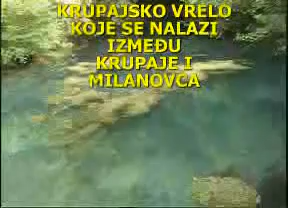 KRUPAJSKO VRELO
KOJE SE NALAZI
IZMEĐU
KRUPAJE I
MILANOVCA